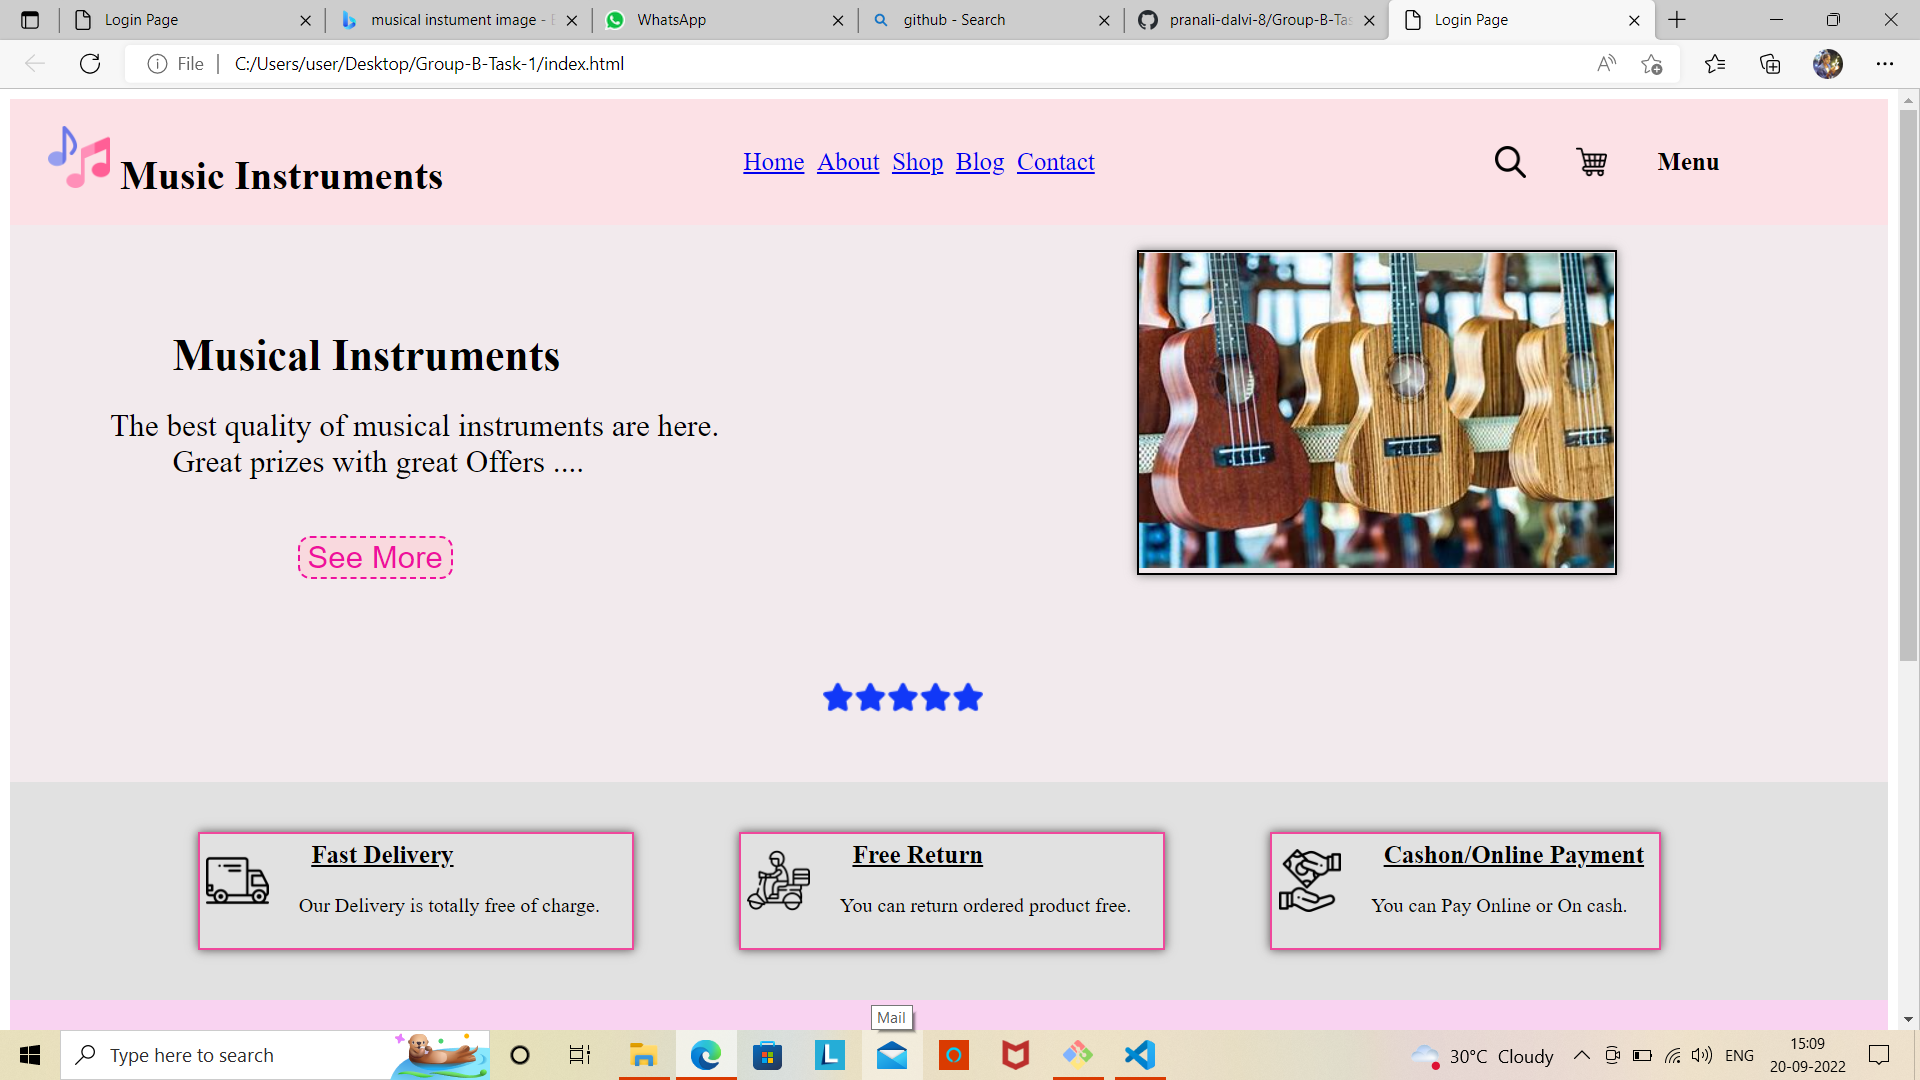 Login Page
musical instument image -
WhatsApp
github - Search
pranali-dalvi-8/Group-B-Tas
Login Page
File
C:/Users/user/Desktop/Group-B-Task-1/index.html
Music Instruments
Home About Shop Blog Contact
Menu
Musical Instruments
The best quality of musical instruments are here.
Great prizes with great Offers ....
See More
Fast Delivery
Our Delivery is totally free of charge.
Free Return
You can return ordered product free.
Cashon/Online Payment
You can Pay Online or On cash.
Mail
Type here to search
30°C Cloudy
ENG
15:09
20-09-2022